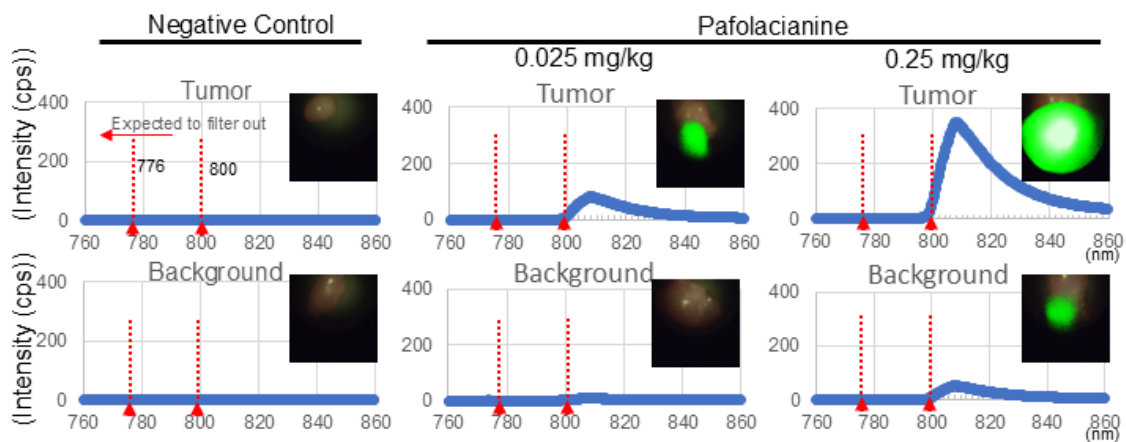 Negative Control
Pafolacianine
0.025 mg/kg
0.25 mg/kg
(Intensity (cps))
Tumor
400
200
0
Expected to filter out
776
800
760 780 800 820 840 860
Tumor
400
200
0
760 780 800 820 840 860
Tumor
400
200
0
760 780 800 820 840 860
(nm)
(Intensity (cps))
Background
400
200
0
760 780 800 820 840 860
Background
400
200
0
760 780 800 820 840 860
Background
400
200
0
760 780 800 820 840 860
(nm)